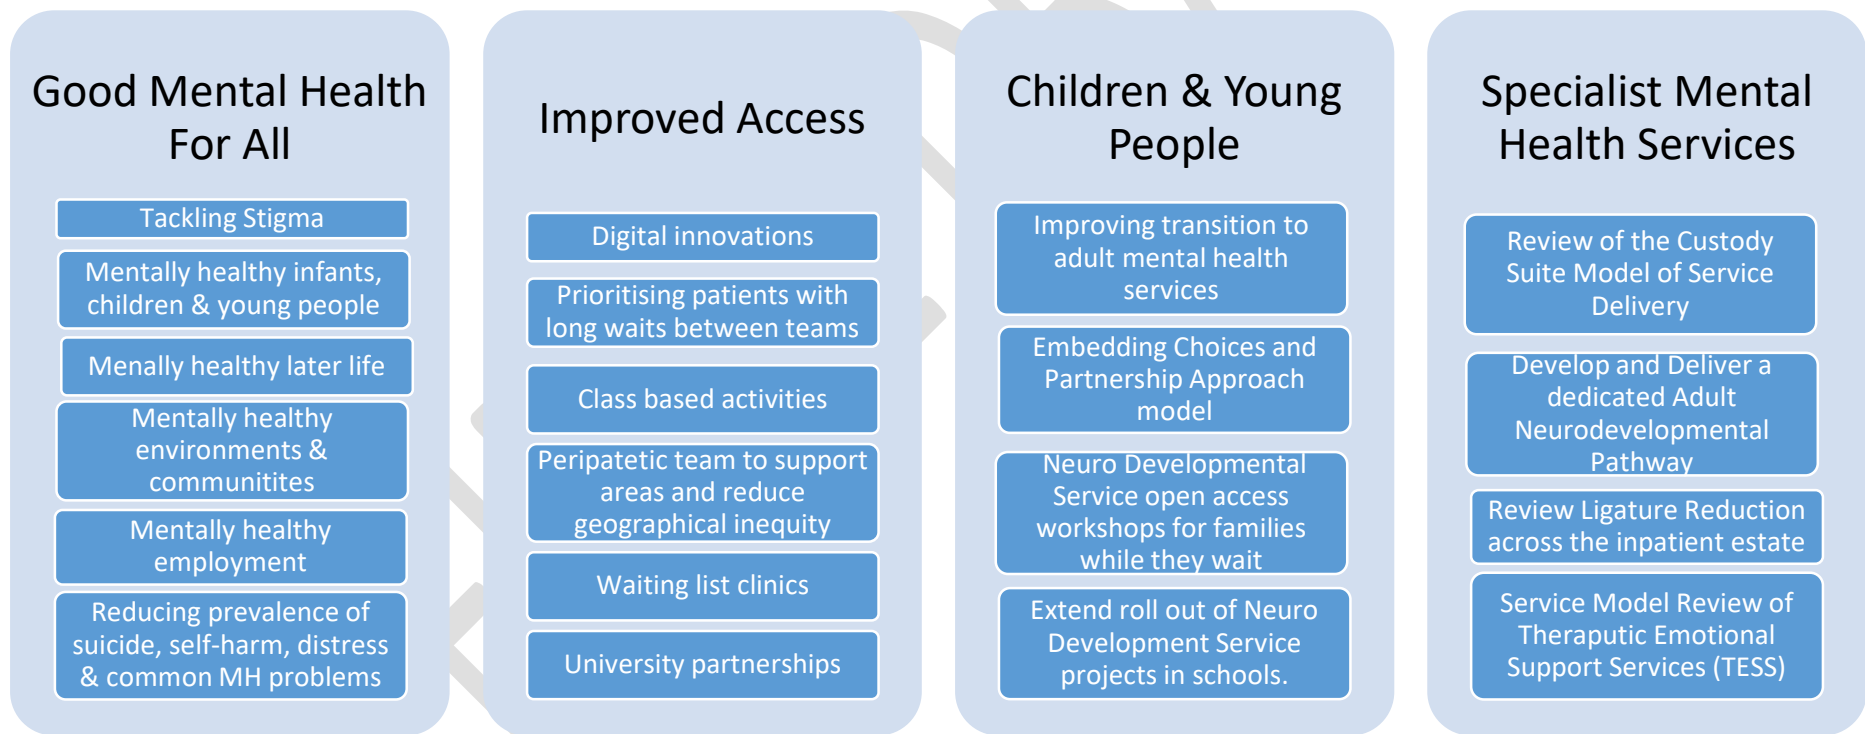 Good Mental Health
For All
Tackling Stigma
Mentally healthy infants,
children & young people
Menally healthy later life
Mentally healthy
environments &
communitites
Mentally healthy
employment
Reducing prevalence of
suicide, self-harm, distress
& common MH problems
Improved Access
Digital innovations
Prioritising patients with
long waits between teams
Class based activities
Peripatetic team to support
areas and reduce
geographical inequity
Waiting list clinics
University partnerships
Children & Young
People
Improving transition to
adult mental health
services
Embedding Choices and
Partnership Approach
model
Neuro Developmental
Service open access
workshops for families
while they wait
Extend roll out of Neuro
Development Service
projects in schools.
Specialist Mental
Health Services
Review of the Custody
Suite Model of Service
Delivery
Develop and Deliver a
dedicated Adult
Neurodevelopmental
Pathway
Review Ligature Reduction
across the inpatient estate
Service Model Review of
Theraputic Emotional
Support Services (TESS)